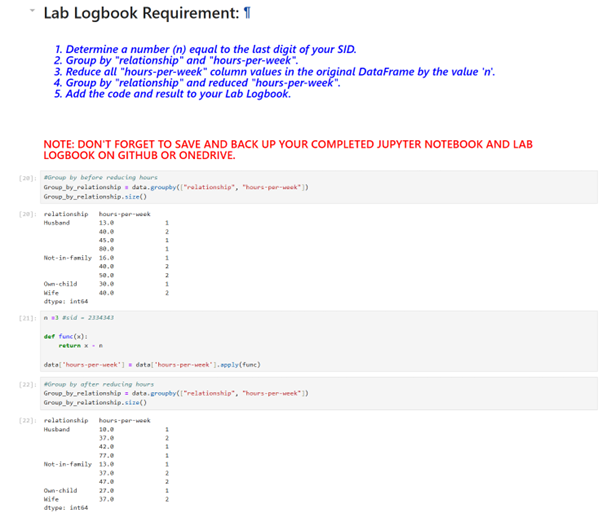 Lab Logbook Requirement: ¶
1. Determine a number (n) equal to the last digit of your SID.
2. Group by "relationship" and "hours-per-week".
3. Reduce all "hours-per-week" column values in the original DataFrame by the value 'n'.
4. Group by "relationship" and reduced "hours-per-week".
5. Add the code and result to your Lab Logbook.
NOTE: DON'T FORGET TO SAVE AND BACK UP YOUR COMPLETED JUPYTER NOTEBOOK AND LAB
LOGBOOK ON GITHUB OR ONEDRIVE.
[20]: #Group by before reducing hours
Group_by_relationship = data.groupby(["relationship", "hours-per-week"])
Group_by_relationship.size()
[20]: relationship hours-per-week
Husband 13.0 1
40.0 2
45.0 1
80.0 1
Not-in-family 16.0 1
40.0 2
50.0 2
Own-child 30.0 1
Wife 40.0 2
dtype: int64
[21]: n =3 #sid - 2334343
def func(x):
return x - n
data["hours-per-week"] = data["hours-per-week"].apply(func)
[22]: #Group by after reducing hours
Group_by_relationship = data.groupby(["relationship", "hours-per-week"])
Group_by_relationship.size()
[22]: relationship hours-per-week
Husband 10.0 1
37.0 2
42.0 1
77.0 1
Not-in-family 13.0 1
37.0 2
47.0 2
Own-child 27.0 1
Wife 37.0 2
dtype: int64